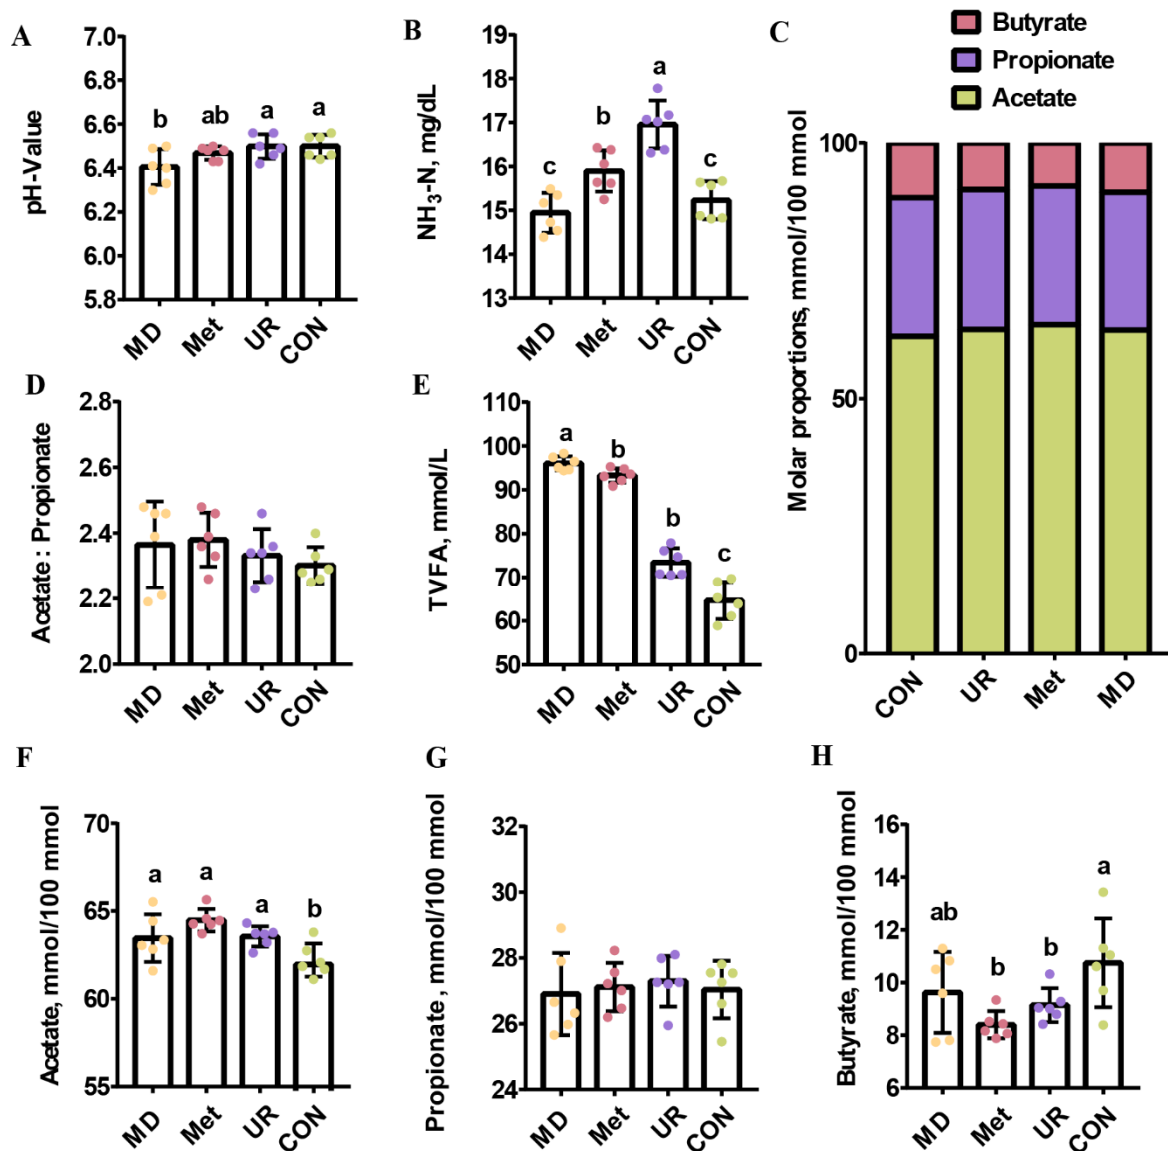 A
pH-Value
7.0
6.8
6.6
6.4
6.2
6.0
5.8
b
ab
a
a
MD
Met
UR
CON
B
NH3-N, mg/dL
19
18
17
16
15
14
13
c
b
a
c
MD
Met
UR
CON
C
Butyrate
Propionate
Acetate
Molar proportions, mmol/100 mmol
100
50
0
CON
UR
Met
MD
D
Acetate : Propionate
2.8
2.6
2.4
2.2
2.0
MD
Met
UR
CON
E
TVFA, mmol/L
110
100
90
80
70
60
50
a
b
b
c
MD
Met
UR
CON
F
Acetate, mmol/100 mmol
70
65
60
55
a
a
a
b
MD
Met
UR
CON
G
Propionate , mmol/100 mmol
32
30
28
26
24
MD
Met
UR
CON
H
Butyrate, mmol/100 mmol
16
14
12
10
8
6
ab
b
b
a
MD
Met
UR
CON